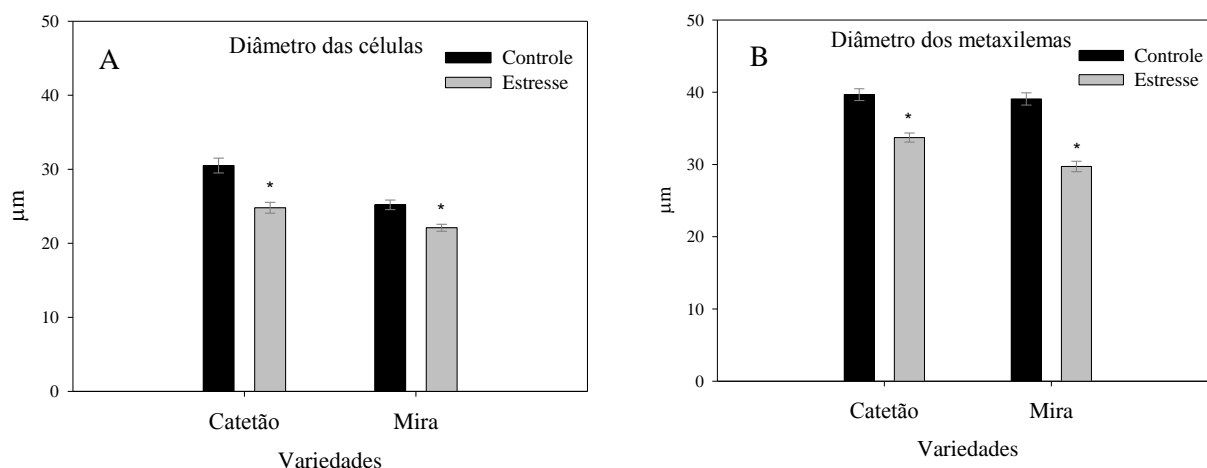 A
Diâmetro das células
Controle
Estresse
50
40
30
20
10
0
µm
*
*
Catetão
Mira
Variedades
B
Diâmetro dos metaxilemas
Controle
Estresse
50
40
30
20
10
0
µm
*
*
Catetão
Mira
Variedades